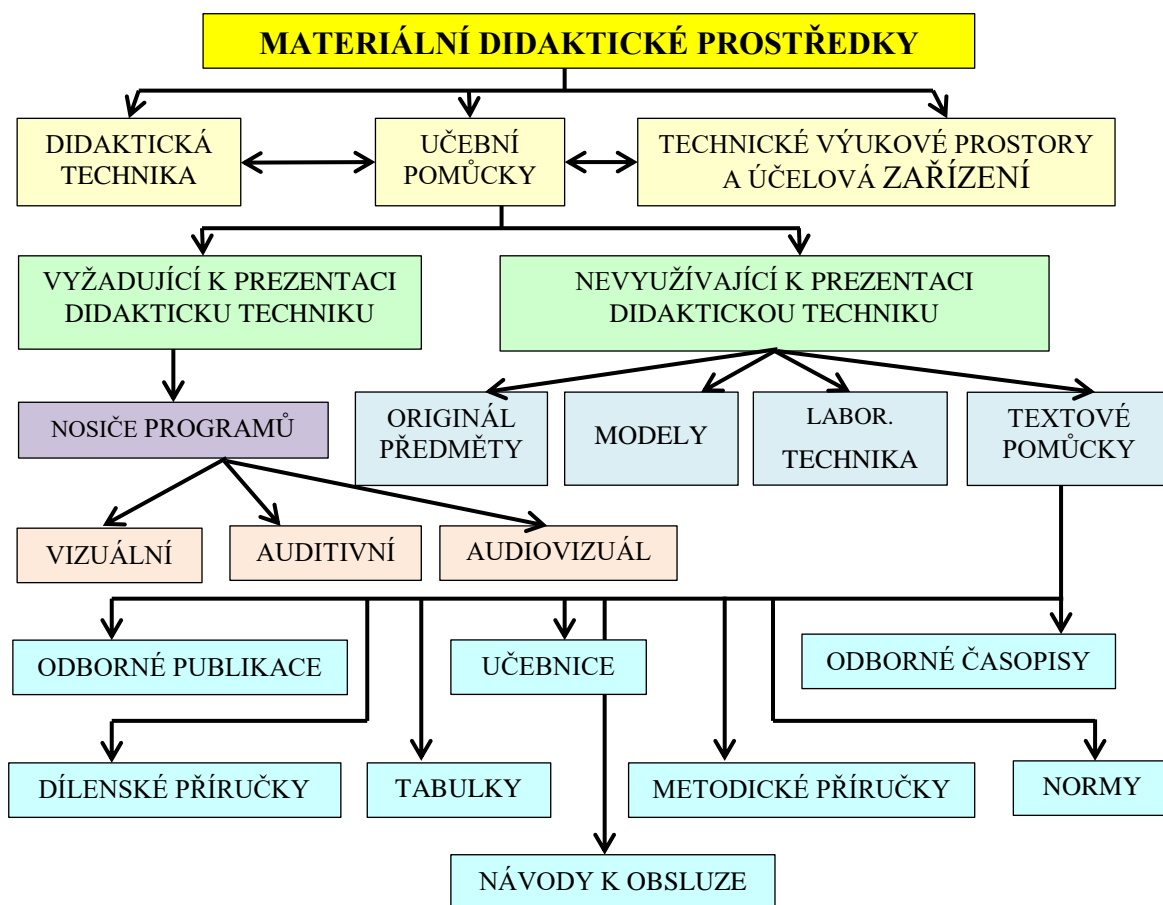 MATERIÁLNÍ DIDAKTICKÉ PROSTŘEDKY
DIDAKTICKÁ
TECHNIKA
UČEBNÍ
POMŮCKY
TECHNICKÉ VÝUKOVÉ PROSTORY
A ÚČELOVÁ ZAŘÍZENÍ
VYŽADUJÍCÍ K PREZENTACI
DIDAKTICKU TECHNIKU
NEVYUŽÍVAJÍCÍ K PREZENTACI
DIDAKTICKOU TECHNIKU
NOSIČE PROGRAMŮ
ORIGINÁL
PŘEDMĚTY
MODELY
LABOR.
TECHNIKA
TEXTOVÉ
POMŮCKY
VIZUÁLNÍ
AUDITIVNÍ
AUDIOVIZUÁL
ODBORNÉ PUBLIKACE
UČEBNICE
ODBORNÉ ČASOPISY
DÍLENSKÉ PŘÍRUČKY
TABULKY
METODICKÉ PŘÍRUČKY
NORMY
NÁVODY K OBSLUZE